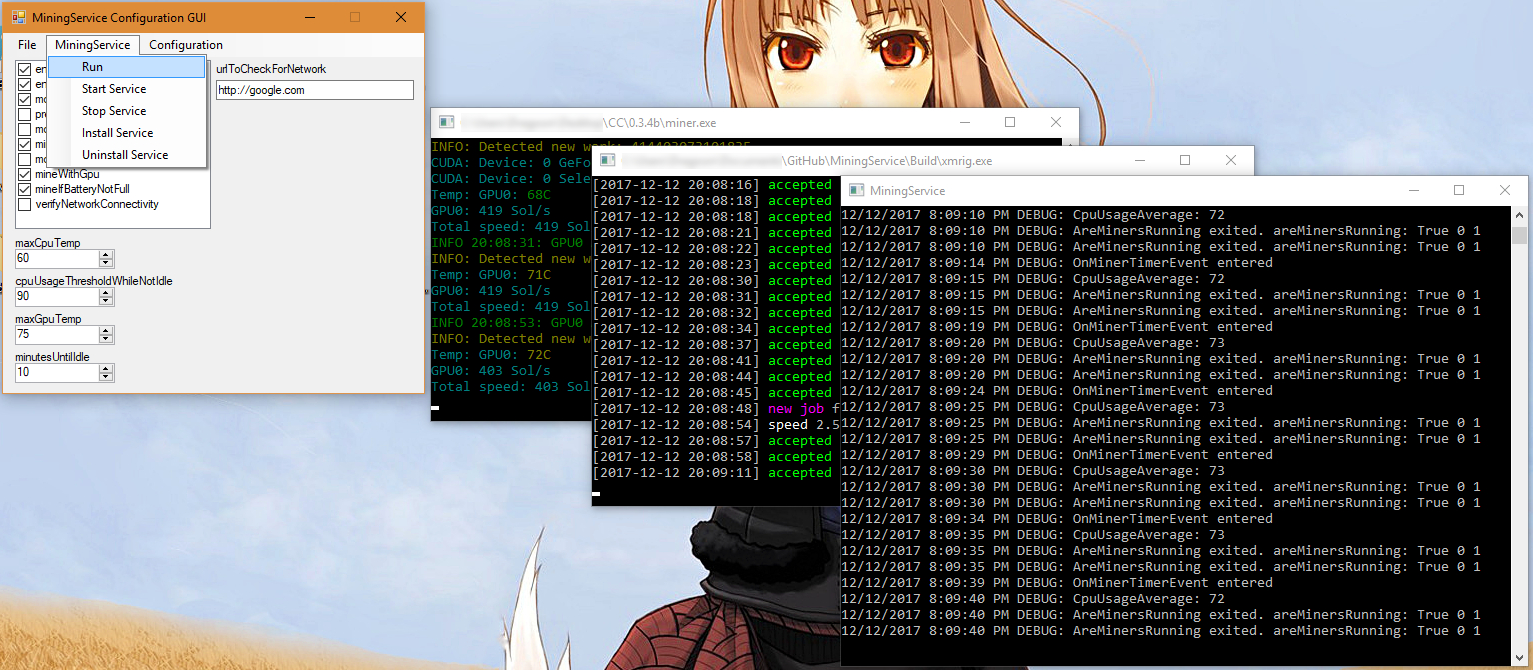 MiningService Configuration GUI
File MiningService Configuration
Run
Start Service
Stop Service
Install Service
Uninstall Service
mineWithGpu
mineIfBatteryNotFull
verifyNetworkConnectivity
urlToCheckForNetwork
http://google.com
maxCpuTemp
60
cpuUsageThresholdWhileNotIdle
90
maxGpuTemp
75
minutesUntilIdle
10
\CC\0.3.4b\miner.exe
INFO: Detected new
CUDA: Device: 0 GeFo
CUDA: Device: 0 Sele
Temp: GPU0: 68C
GPU0: 419 Sol/s
Total speed: 419 Sol
INFO 20:08:31: GPU0
INFO: Detected new w
Temp: GPU0: 71C
GPU0: 419 Sol/s
Total speed: 419 Sol
INFO 20:08:53: GPU0
INFO: Detected new w
Temp: GPU0: 72C
GPU0: 403 Sol/s
Total speed: 403 Sol
\GitHub\MiningService\Build\xmrig.exe
[2017-12-12 20:08:16] accepted
[2017-12-12 20:08:18] accepted
[2017-12-12 20:08:18] accepted
[2017-12-12 20:08:21] accepted
[2017-12-12 20:08:22] accepted
[2017-12-12 20:08:23] accepted
[2017-12-12 20:08:30] accepted
[2017-12-12 20:08:31] accepted
[2017-12-12 20:08:32] accepted
[2017-12-12 20:08:34] accepted
[2017-12-12 20:08:37] accepted
[2017-12-12 20:08:41] accepted
[2017-12-12 20:08:44] accepted
[2017-12-12 20:08:45] accepted
[2017-12-12 20:08:48] new job f
[2017-12-12 20:08:54] speed 2.5
[2017-12-12 20:08:57] accepted
[2017-12-12 20:08:58] accepted
[2017-12-12 20:09:11] accepted
MiningService
12/12/2017 8:09:10 PM DEBUG: CpuUsageAverage: 72
12/12/2017 8:09:10 PM DEBUG: AreMinersRunning exited. areMinersRunning: True 0 1
12/12/2017 8:09:10 PM DEBUG: AreMinersRunning exited. areMinersRunning: True 0 1
12/12/2017 8:09:14 PM DEBUG: OnMinerTimerEvent entered
12/12/2017 8:09:15 PM DEBUG: CpuUsageAverage: 72
12/12/2017 8:09:15 PM DEBUG: AreMinersRunning exited. areMinersRunning: True 0 1
12/12/2017 8:09:15 PM DEBUG: AreMinersRunning exited. areMinersRunning: True 0 1
12/12/2017 8:09:19 PM DEBUG: OnMinerTimerEvent entered
12/12/2017 8:09:20 PM DEBUG: CpuUsageAverage: 73
12/12/2017 8:09:20 PM DEBUG: AreMinersRunning exited. areMinersRunning: True 0 1
12/12/2017 8:09:20 PM DEBUG: AreMinersRunning exited. areMinersRunning: True 0 1
12/12/2017 8:09:24 PM DEBUG: OnMinerTimerEvent entered
12/12/2017 8:09:25 PM DEBUG: CpuUsageAverage: 73
12/12/2017 8:09:25 PM DEBUG: AreMinersRunning exited. areMinersRunning: True 0 1
12/12/2017 8:09:25 PM DEBUG: AreMinersRunning exited. areMinersRunning: True 0 1
12/12/2017 8:09:29 PM DEBUG: OnMinerTimerEvent entered
12/12/2017 8:09:30 PM DEBUG: CpuUsageAverage: 73
12/12/2017 8:09:30 PM DEBUG: AreMinersRunning exited. areMinersRunning: True 0 1
12/12/2017 8:09:30 PM DEBUG: AreMinersRunning exited. areMinersRunning: True 0 1
12/12/2017 8:09:34 PM DEBUG: OnMinerTimerEvent entered
12/12/2017 8:09:35 PM DEBUG: CpuUsageAverage: 73
12/12/2017 8:09:35 PM DEBUG: AreMinersRunning exited. areMinersRunning: True 0 1
12/12/2017 8:09:35 PM DEBUG: AreMinersRunning exited. areMinersRunning: True 0 1
12/12/2017 8:09:39 PM DEBUG: OnMinerTimerEvent entered
12/12/2017 8:09:40 PM DEBUG: CpuUsageAverage: 72
12/12/2017 8:09:40 PM DEBUG: AreMinersRunning exited. areMinersRunning: True 0 1
12/12/2017 8:09:40 PM DEBUG: AreMinersRunning exited. areMinersRunning: True 0 1